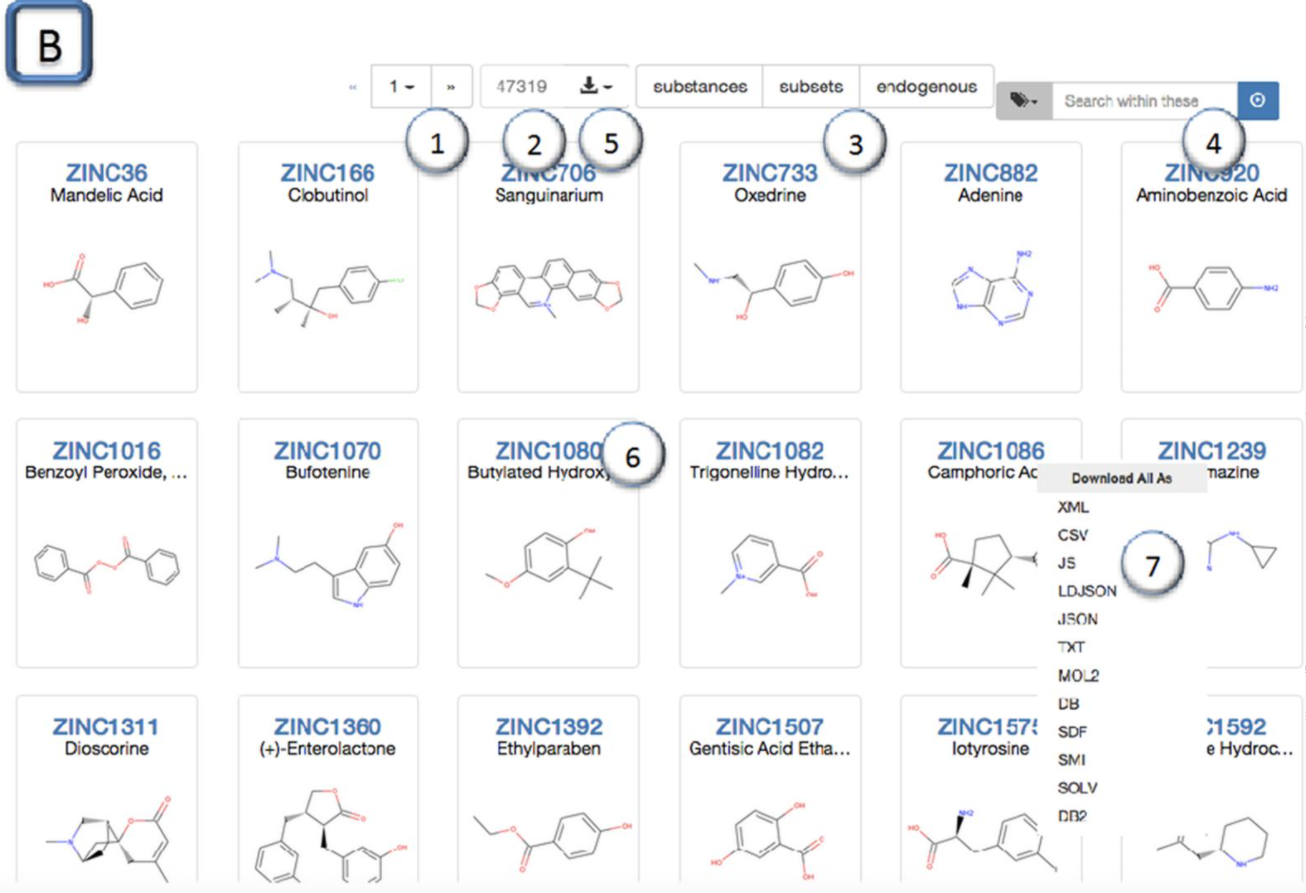 B
« 1 » 47319 substances subsets endogenous Search within these
1 2 5 3 4
ZINC36 ZINC166 ZINC706 ZINC733 ZINC882 ZINC920
Mandelic Acid Clobutinol Sanguinarium Oxedrine Adenine Aminobenzoic Acid
O HO HO
OH
N+ O O O O
NH HO OH
NH2 N N N NH
HO O NH2
ZINC1016 ZINC1070 ZINC1080 6 ZINC1082 ZINC1086 ZINC1239
Benzoyl Peroxide, ... Bufotenine Butylated Hydroxy Trigonelline Hydro... Camphoric Ac mazine
OH NH
O OH
N+ O OH
HO O
NH
Download All As
XML
CSV
JS
LDJSON
JSON
TXT
MOL2
DB
SDF
SMI
SOLV
DB2
7
ZINC1311 ZINC1360 ZINC1392 ZINC1507 ZINC1575 C1592
Dioscorine (+)-Enterolactone Ethylparaben Gentisic Acid Etha... Iotyrosine e Hydroc...
N O O
O O OH
O O OH
OH HO O OH
NH2 HO O
NH